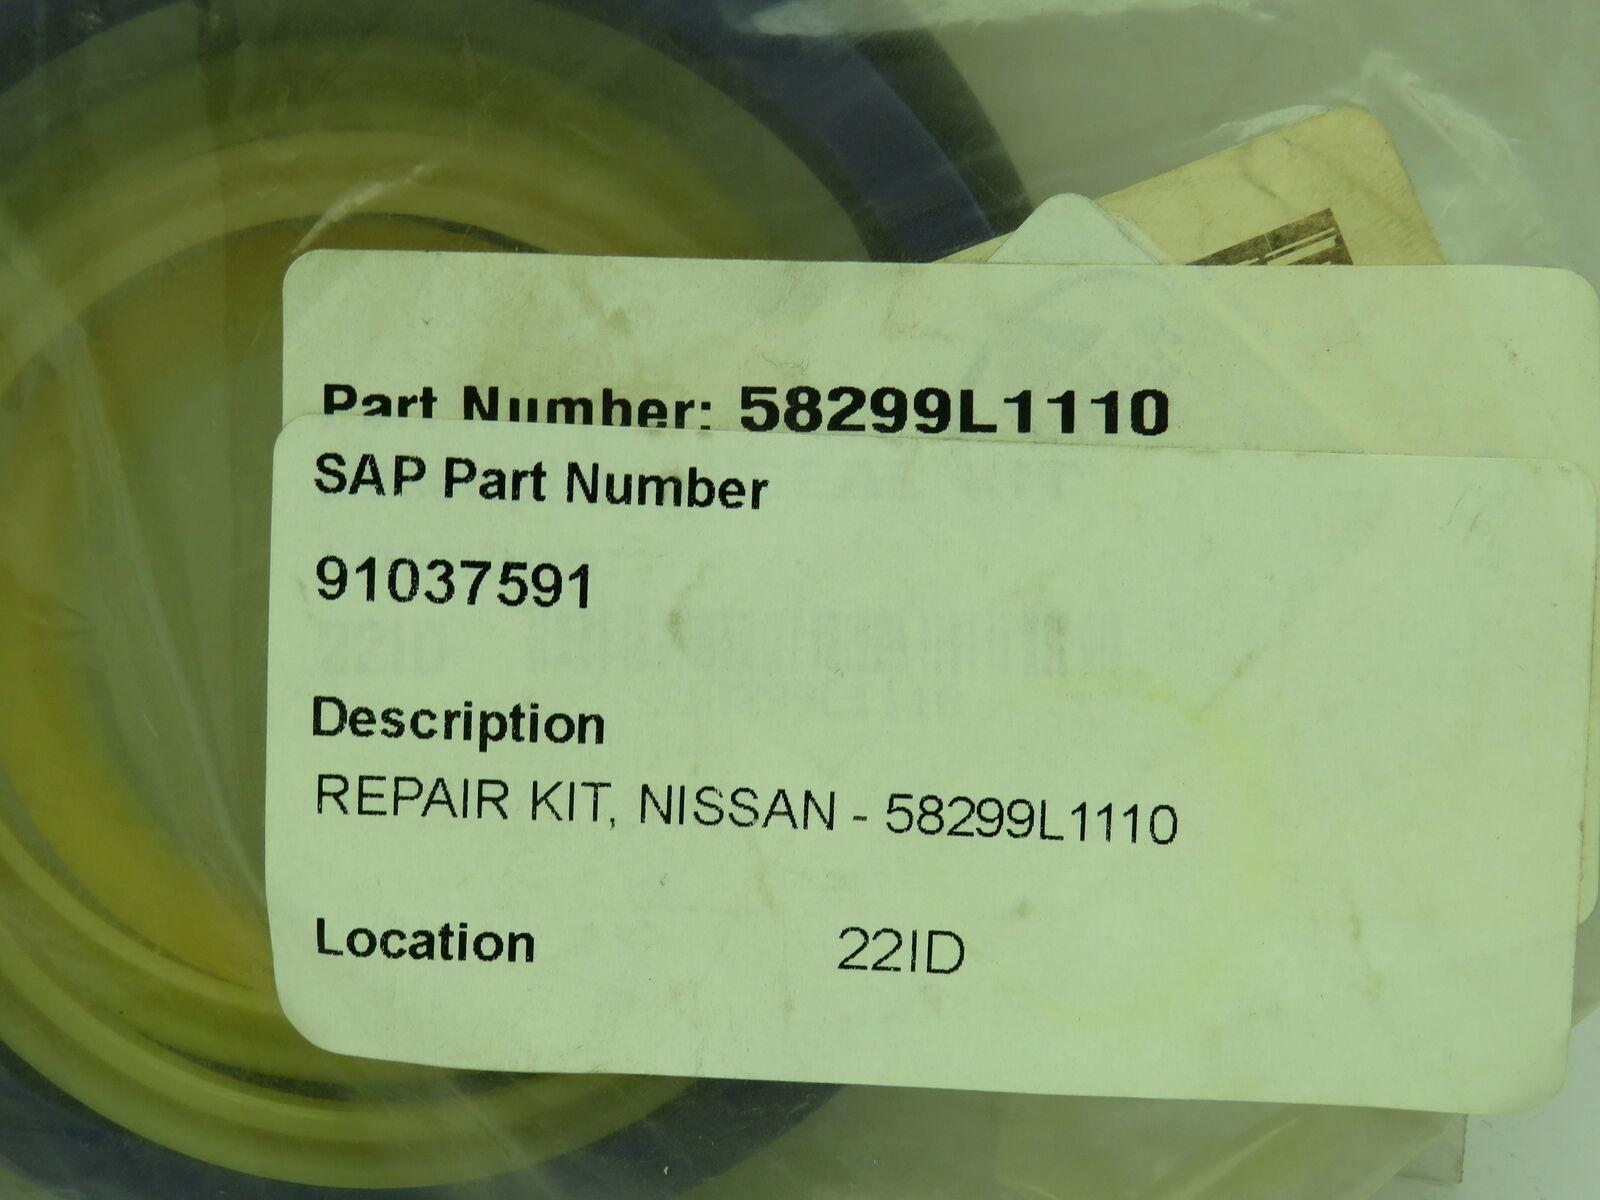 Part Number: 58299L1110
SAP Part Number
91037591
Description
REPAIR KIT, NISSAN - 58299L1110
Location 22ID